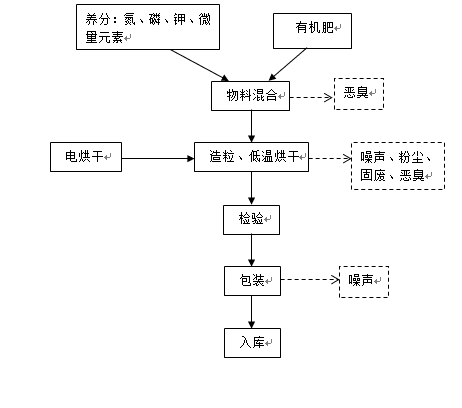 养分：氮、磷、钾、微
量元素
有机肥
物料混合
恶臭
电烘干
造粒、低温烘干
噪声、粉尘、
固废、恶臭
检验
包装
噪声
入库